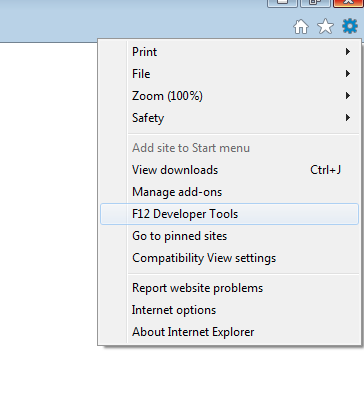 Print
File
Zoom (100%)
Safety
Add site to Start menu
View downloads Ctrl+J
Manage add-ons
F12 Developer Tools
Go to pinned sites
Compatibility View settings
Report website problems
Internet options
About Internet Explorer